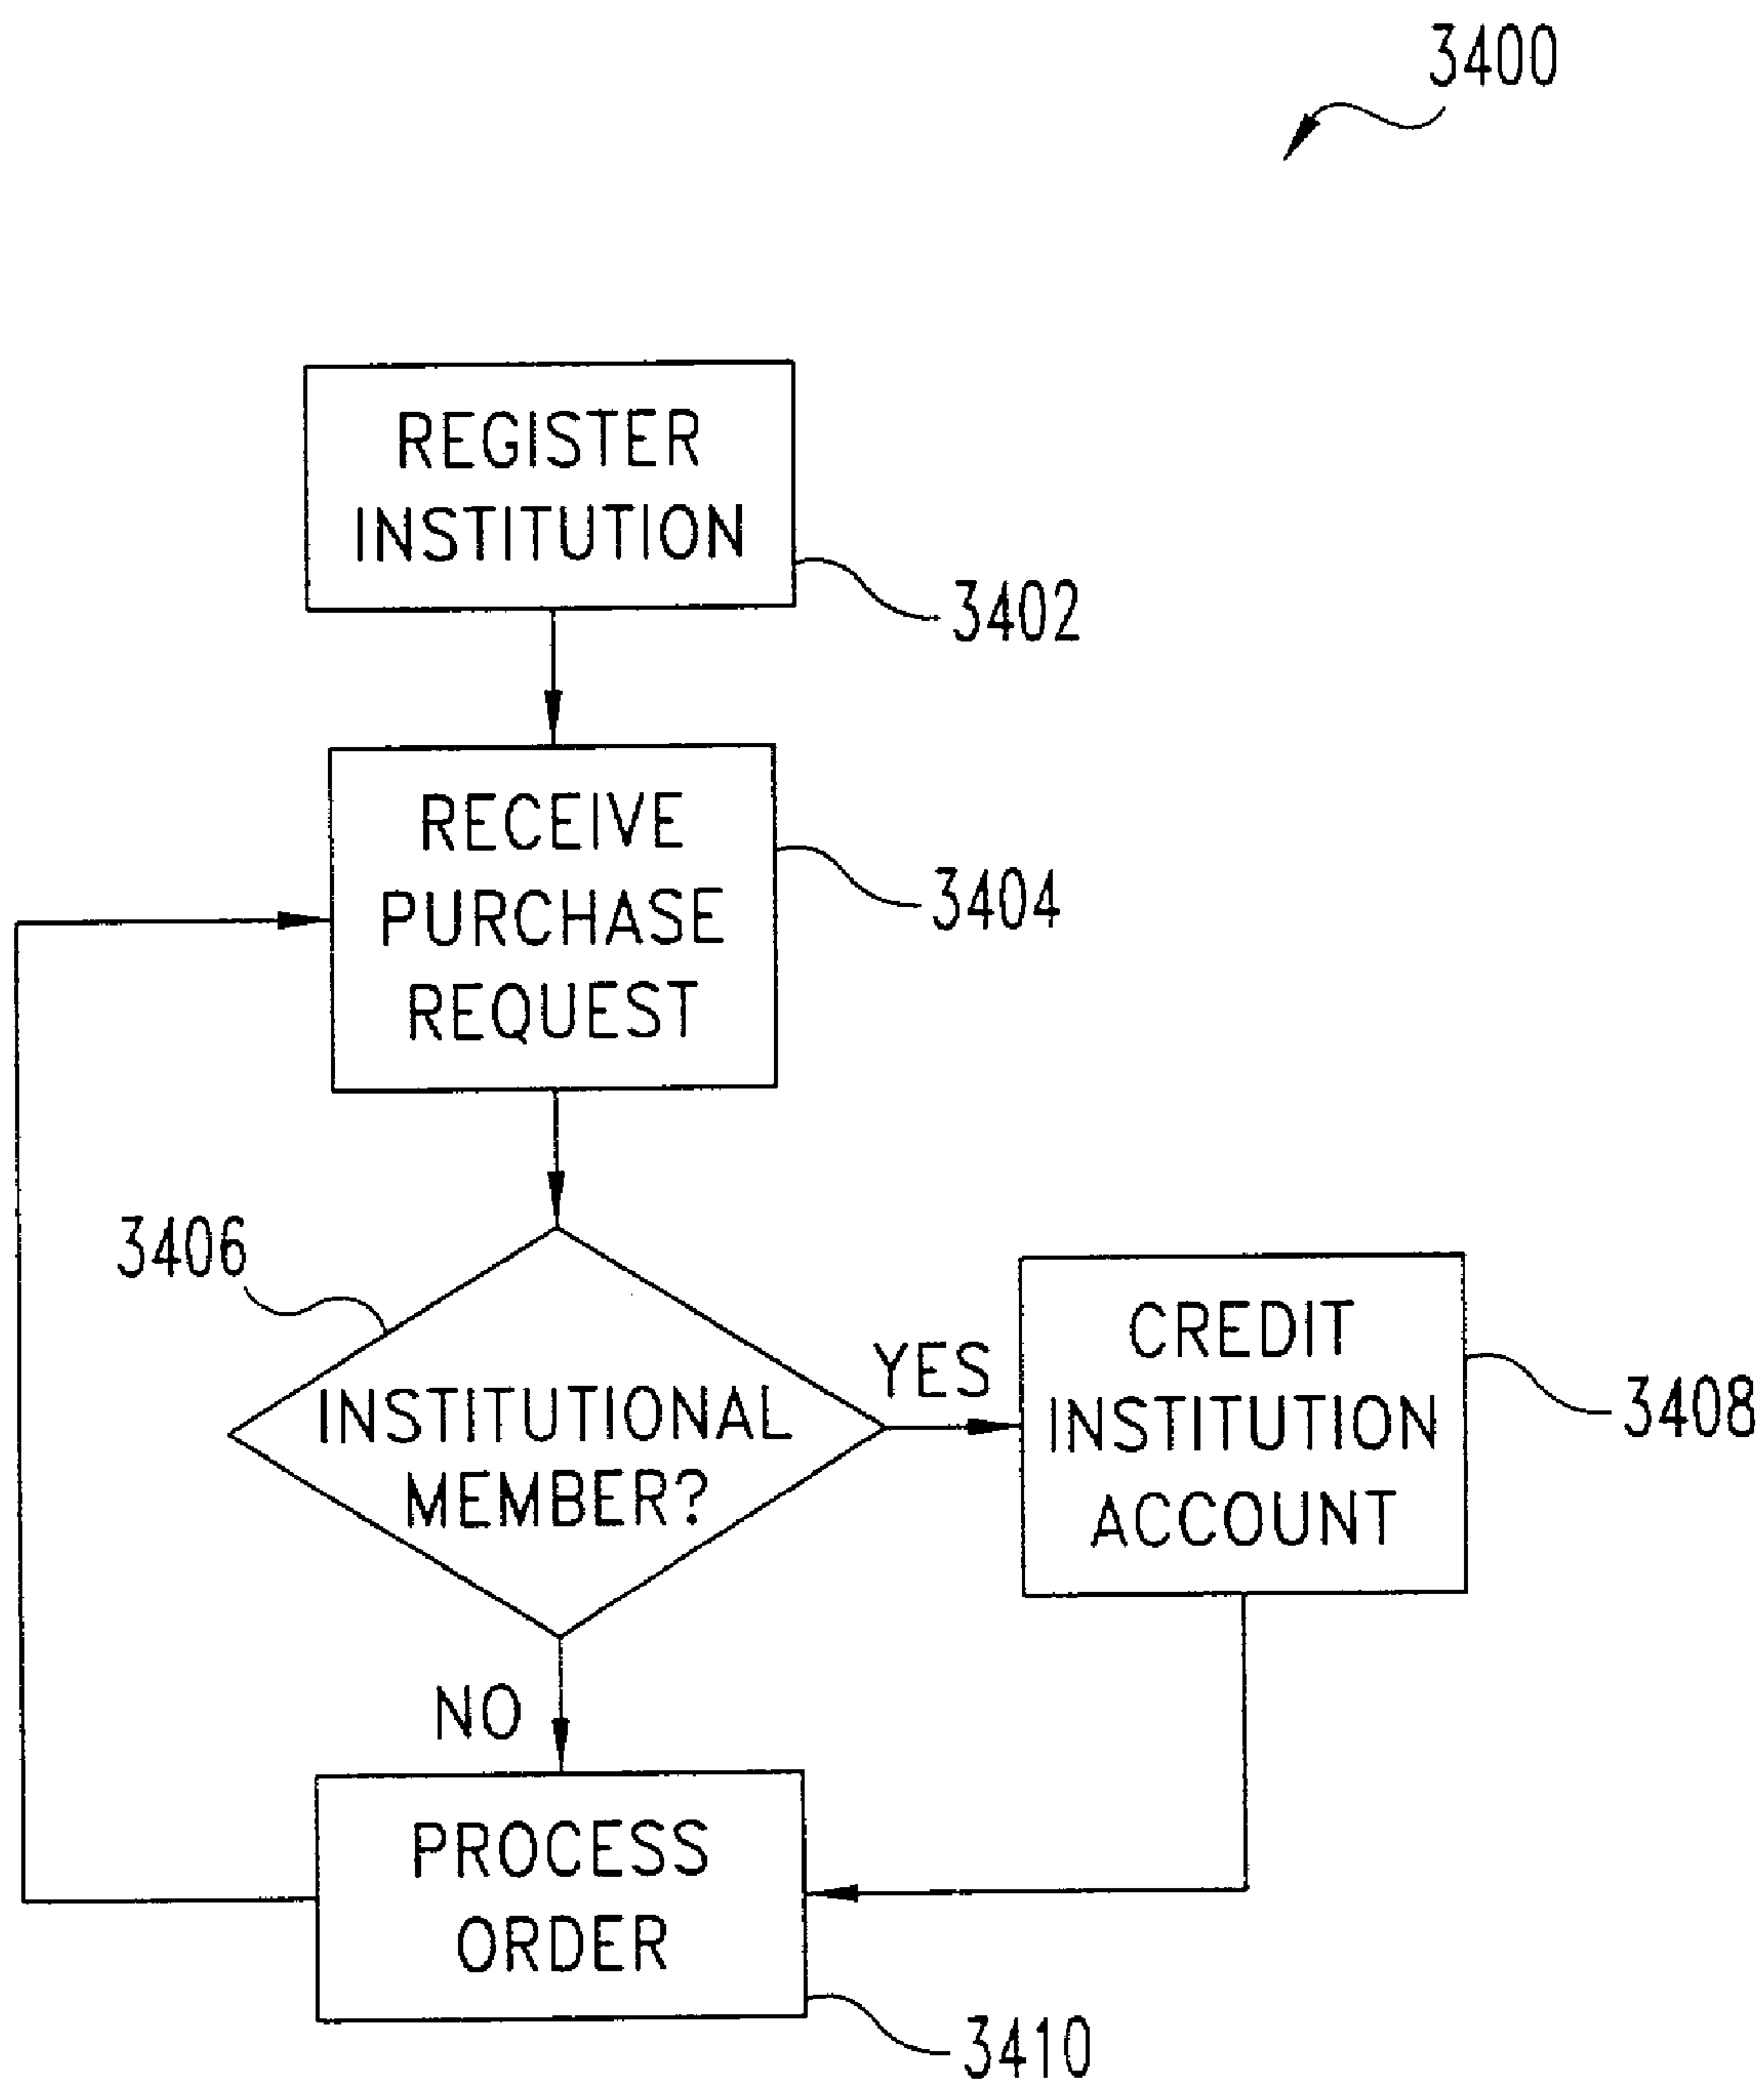 3400
REGISTER
INSTITUTION
3402
RECEIVE
PURCHASE
REQUEST
3404
3406
INSTITUTIONAL
MEMBER?
YES
CREDIT
INSTITUTION
ACCOUNT
3408
NO
PROCESS
ORDER
3410